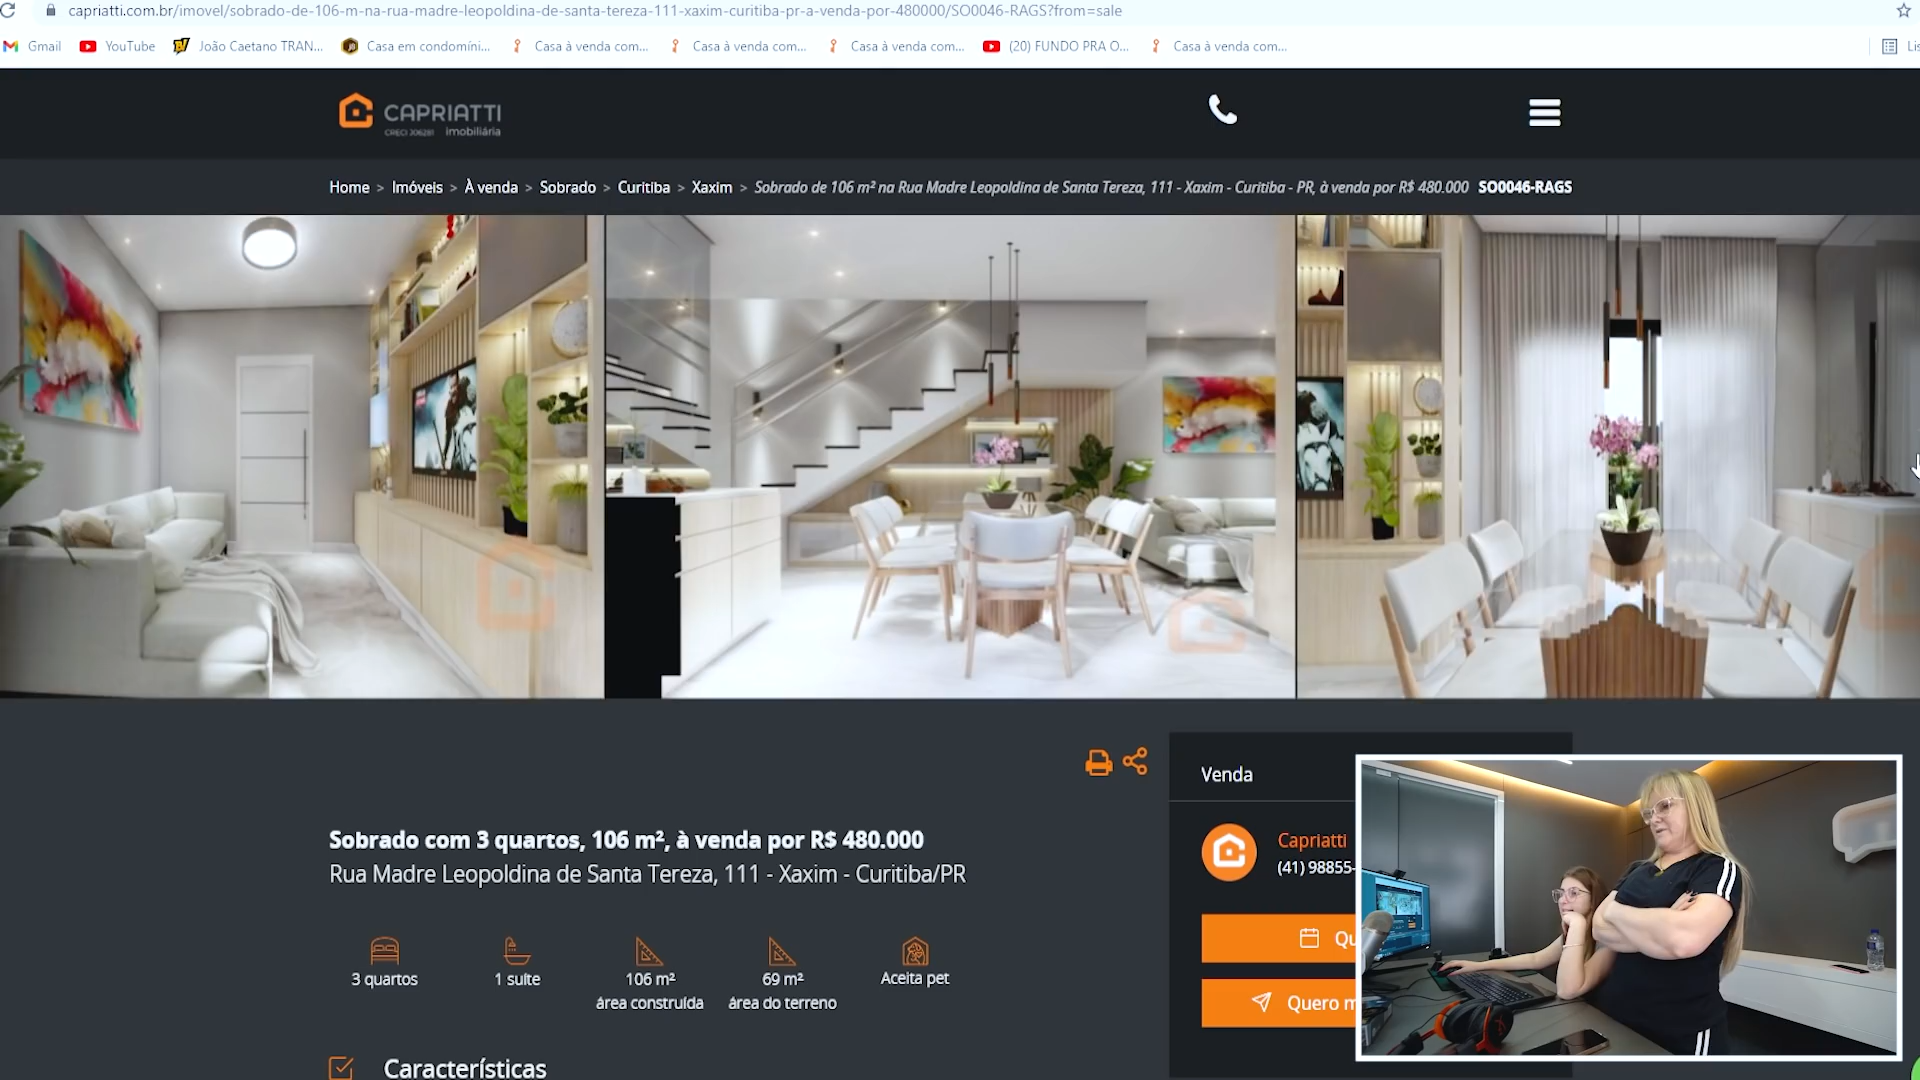 capriatti.com.br/imovel/sobrado-de-106-m-na-rua-madre-leopoldina-de-santa-tereza-111-xaxim-curitiba-pr-a-venda-por-480000/SO0046-RAGS?from=sale
Gmail YouTube João Caetano TRAN... Casa em condomíni... Casa à venda com... Casa à venda com... Casa à venda com... (20) FUNDO PRA O... Casa à venda com... Lis
CAPRIATTI
CRECI J06281 imobiliária
Home > Imóveis > À venda > Sobrado > Curitiba > Xaxim > Sobrado de 106 m² na Rua Madre Leopoldina de Santa Tereza, 111 - Xaxim - Curitiba - PR, à venda por R$ 480.000 SO0046-RAGS
Venda
Sobrado com 3 quartos, 106 m², à venda por R$ 480.000
Rua Madre Leopoldina de Santa Tereza, 111 - Xaxim - Curitiba/PR
Capriatti
(41) 98855-
Qu
Quero m
3 quartos
1 suíte
106 m²
área construída
69 m²
área do terreno
Aceita pet
Características